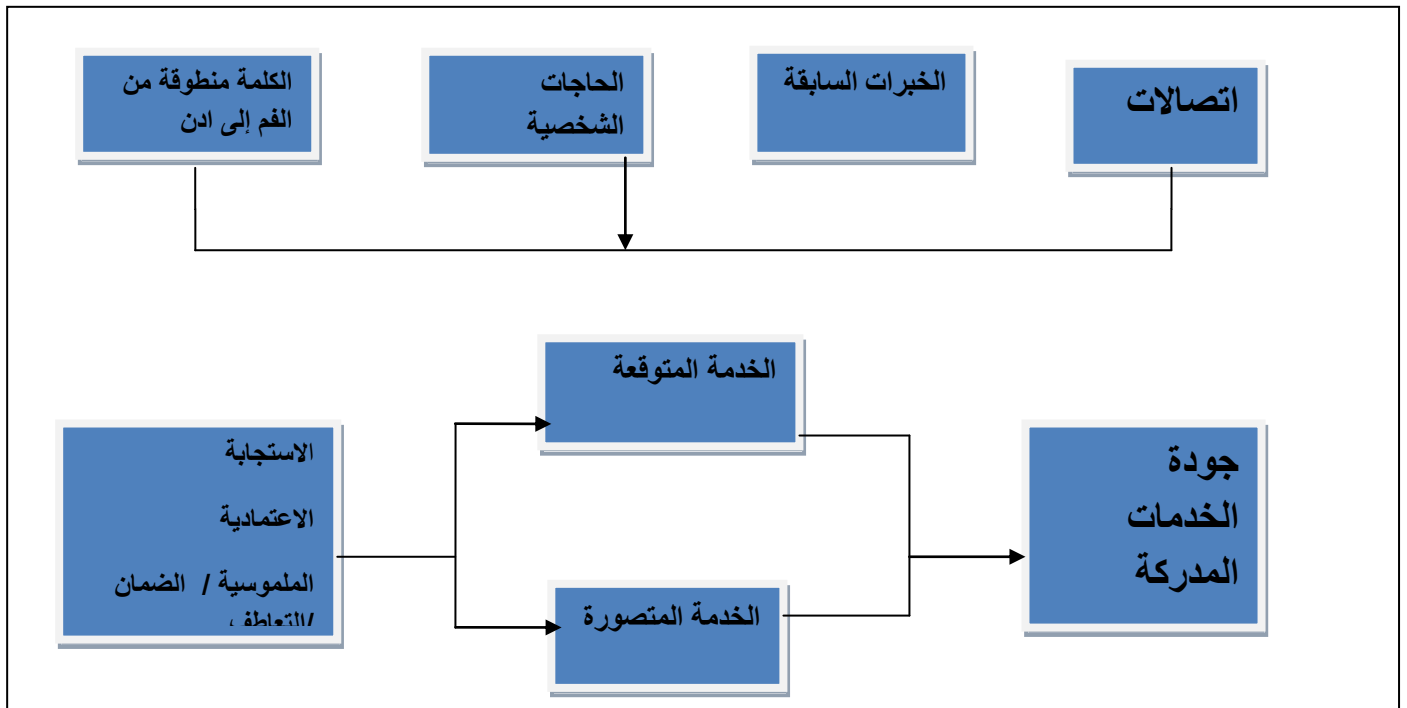 اتصالات
الخبرات السابقة
الحاجات
الشخصية
الكلمة منطوقة من
الفم إلى ادن
الخدمة المتوقعة
جودة
الخدمات
المدركة
الاستجابة
الاعتمادية
الملموسية / الضمان
/التعاطف
الخدمة المتصورة